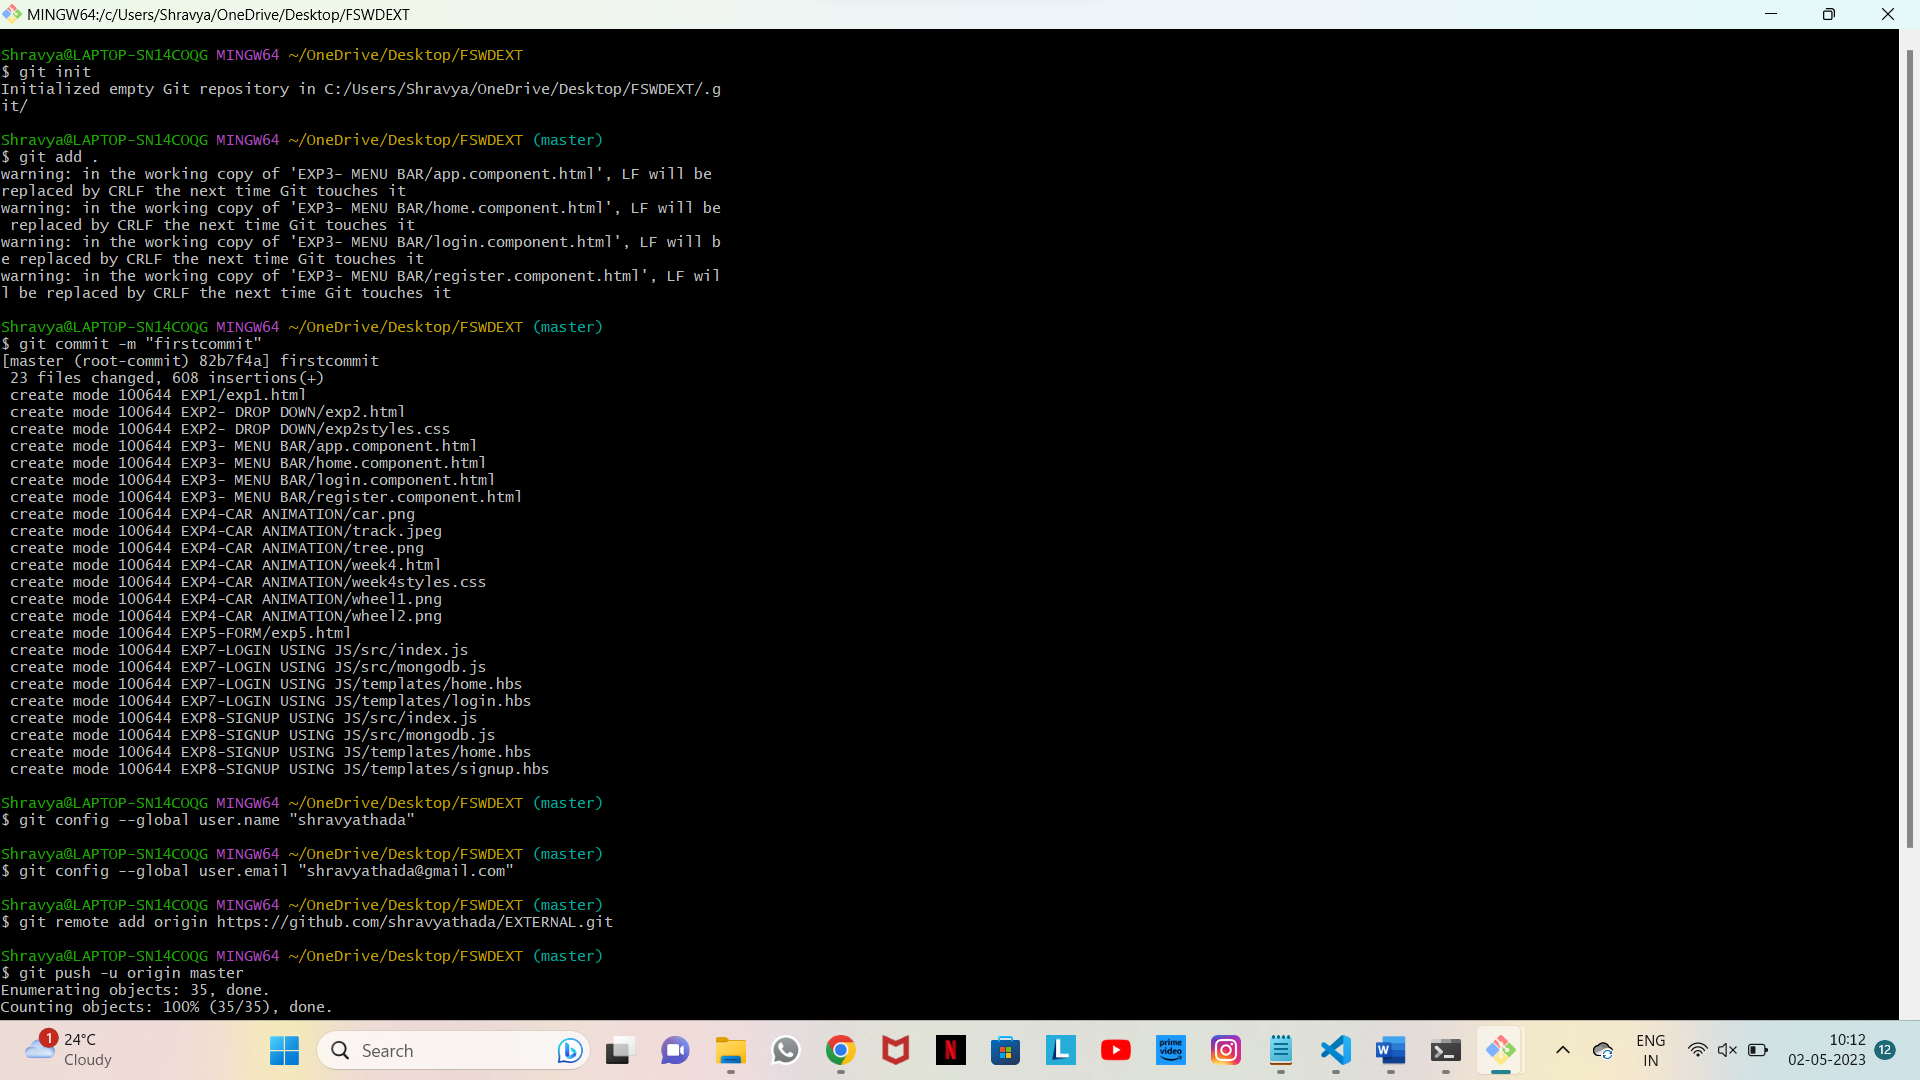 MINGW64:/c/Users/Shravya/OneDrive/Desktop/FSWDEXT
Shravya@LAPTOP-SN14COQG MINGW64 ~/OneDrive/Desktop/FSWDEXT
$ git init
Initialized empty Git repository in C:/Users/Shravya/OneDrive/Desktop/FSWDEXT/.g
it/
Shravya@LAPTOP-SN14COQG MINGW64 ~/OneDrive/Desktop/FSWDEXT (master)
$ git add .
warning: in the working copy of 'EXP3- MENU BAR/app.component.html', LF will be
replaced by CRLF the next time Git touches it
warning: in the working copy of 'EXP3- MENU BAR/home.component.html', LF will be
 replaced by CRLF the next time Git touches it
warning: in the working copy of 'EXP3- MENU BAR/login.component.html', LF will b
e replaced by CRLF the next time Git touches it
warning: in the working copy of 'EXP3- MENU BAR/register.component.html', LF wil
l be replaced by CRLF the next time Git touches it
Shravya@LAPTOP-SN14COQG MINGW64 ~/OneDrive/Desktop/FSWDEXT (master)
$ git commit -m "firstcommit"
[master (root-commit) 82b7f4a] firstcommit
 23 files changed, 608 insertions(+)
 create mode 100644 EXP1/exp1.html
 create mode 100644 EXP2- DROP DOWN/exp2.html
 create mode 100644 EXP2- DROP DOWN/exp2styles.css
 create mode 100644 EXP3- MENU BAR/app.component.html
 create mode 100644 EXP3- MENU BAR/home.component.html
 create mode 100644 EXP3- MENU BAR/login.component.html
 create mode 100644 EXP3- MENU BAR/register.component.html
 create mode 100644 EXP4-CAR ANIMATION/car.png
 create mode 100644 EXP4-CAR ANIMATION/track.jpeg
 create mode 100644 EXP4-CAR ANIMATION/tree.png
 create mode 100644 EXP4-CAR ANIMATION/week4.html
 create mode 100644 EXP4-CAR ANIMATION/week4styles.css
 create mode 100644 EXP4-CAR ANIMATION/wheel1.png
 create mode 100644 EXP4-CAR ANIMATION/wheel2.png
 create mode 100644 EXP5-FORM/exp5.html
 create mode 100644 EXP7-LOGIN USING JS/src/index.js
 create mode 100644 EXP7-LOGIN USING JS/src/mongodb.js
 create mode 100644 EXP7-LOGIN USING JS/templates/home.hbs
 create mode 100644 EXP7-LOGIN USING JS/templates/login.hbs
 create mode 100644 EXP8-SIGNUP USING JS/src/index.js
 create mode 100644 EXP8-SIGNUP USING JS/src/mongodb.js
 create mode 100644 EXP8-SIGNUP USING JS/templates/home.hbs
 create mode 100644 EXP8-SIGNUP USING JS/templates/signup.hbs
Shravya@LAPTOP-SN14COQG MINGW64 ~/OneDrive/Desktop/FSWDEXT (master)
$ git config --global user.name "shravyathada"
Shravya@LAPTOP-SN14COQG MINGW64 ~/OneDrive/Desktop/FSWDEXT (master)
$ git config --global user.email "shravyathada@gmail.com"
Shravya@LAPTOP-SN14COQG MINGW64 ~/OneDrive/Desktop/FSWDEXT (master)
$ git remote add origin https://github.com/shravyathada/EXTERNAL.git
Shravya@LAPTOP-SN14COQG MINGW64 ~/OneDrive/Desktop/FSWDEXT (master)
$ git push -u origin master
Enumerating objects: 35, done.
Counting objects: 100% (35/35), done.
1
24°C
Cloudy
Search
N
L
prime video
W
ENG
IN
10:12
02-05-2023
12